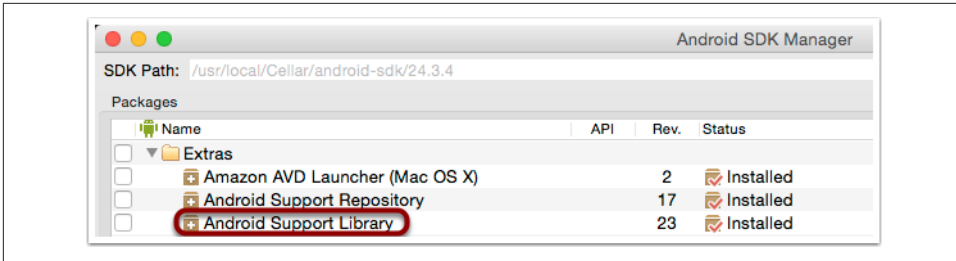 Android SDK Manager
SDK Path: /usr/local/Cellar/android-sdk/24.3.4
Packages
Name API Rev. Status
Extras
Amazon AVD Launcher (Mac OS X) 2 Installed
Android Support Repository 17 Installed
Android Support Library 23 Installed